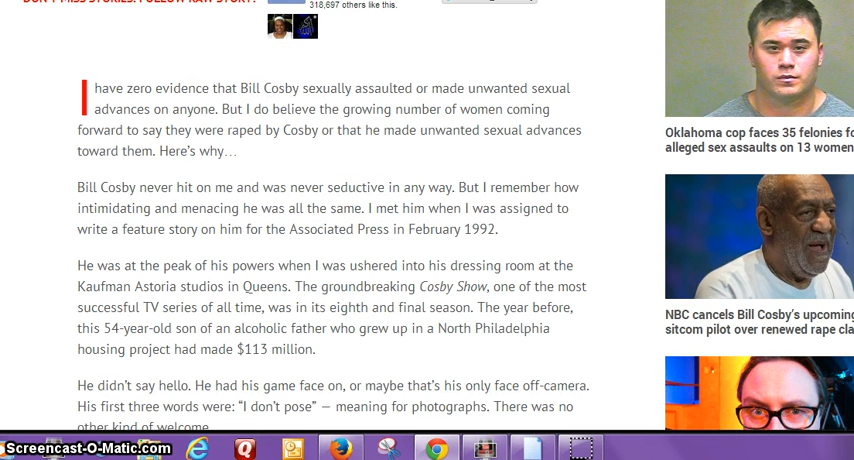 DON'T MISS STORIES. FOLLOW RAW STORY!
318,697 others like this.
I have zero evidence that Bill Cosby sexually assaulted or made unwanted sexual
advances on anyone. But I do believe the growing number of women coming
forward to say they were raped by Cosby or that he made unwanted sexual advances
toward them. Here's why…
Bill Cosby never hit on me and was never seductive in any way. But I remember how
intimidating and menacing he was all the same. I met him when I was assigned to
write a feature story on him for the Associated Press in February 1992.
He was at the peak of his powers when I was ushered into his dressing room at the
Kaufman Astoria studios in Queens. The groundbreaking Cosby Show, one of the most
successful TV series of all time, was in its eighth and final season. The year before,
this 54-year-old son of an alcoholic father who grew up in a North Philadelphia
housing project had made $113 million.
He didn't say hello. He had his game face on, or maybe that's his only face off-camera.
His first three words were: “I don't pose” — meaning for photographs. There was no
other kind of welcome
Oklahoma cop faces 35 felonies fo
alleged sex assaults on 13 women
NBC cancels Bill Cosby's upcoming
sitcom pilot over renewed rape cla
Screencast-O-Matic.com